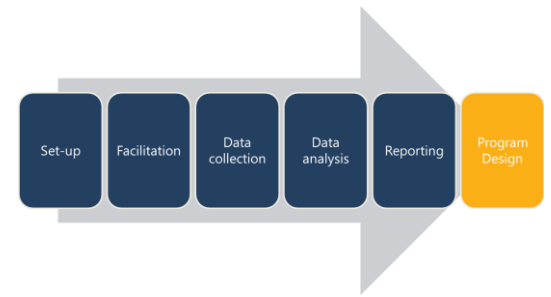 Set-up
Facilitation
Data
collection
Data
analysis
Reporting
Program
Design